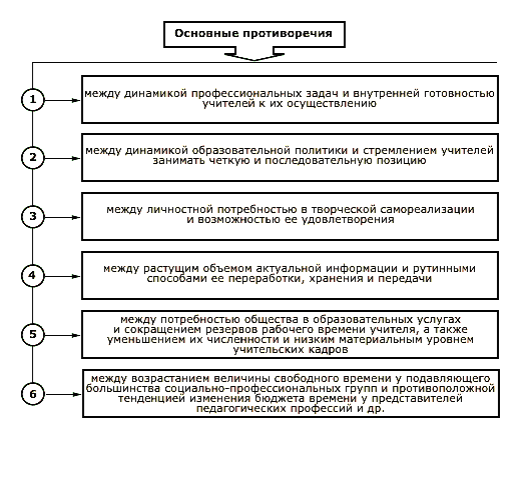 Основные противоречия
1
между динамикой профессиональных задач и внутренней готовностью
учителей к их осуществлению
2
между динамикой образовательной политики и стремлением учителей
занимать четкую и последовательную позицию
3
между личностной потребностью в творческой самореализации
и возможностью ее удовлетворения
4
между растущим объемом актуальной информации и рутинными
способами ее переработки, хранения и передачи
5
между потребностью общества в образовательных услугах
и сокращением резервов рабочего времени учителя, а также
уменьшением их численности и низким материальным уровнем
учительских кадров
6
между возрастанием величины свободного времени у подавляющего
большинства социально-профессиональных групп и противоположной
тенденцией изменения бюджета времени у представителей
педагогических профессий и др.